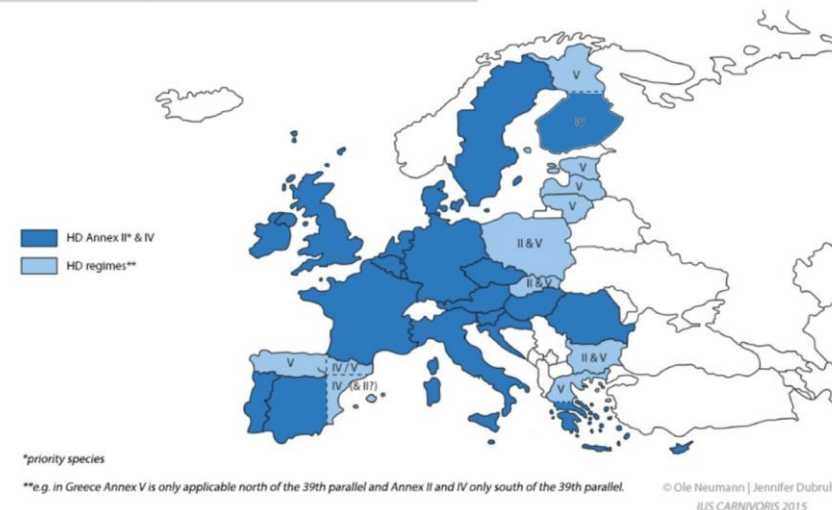 V
IV
V
V
V
II & V
II & V
HD Annex II* & IV
HD regimes**
II & V
V
IV / V
IV (& II?)
V
*priority species
**e.g. in Greece Annex V is only applicable north of the 39th parallel and Annex II and IV only south of the 39th parallel.
© Ole Neumann | Jennifer Dubrul
IUS CARNIVORIS 2015